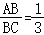 AB/BC = 1/3